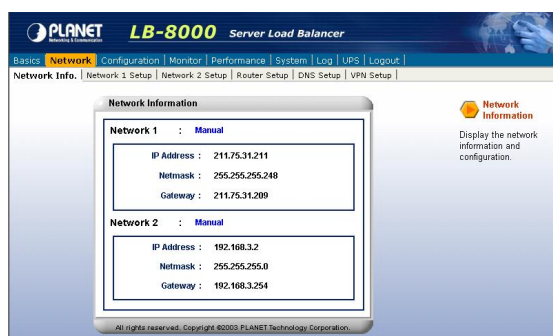 PLANET
Networking & Communication
LB-8000 Server Load Balancer
Basics Network Configuration | Monitor | Performance | System | Log | UPS | Logout |
Network Info. | Network 1 Setup | Network 2 Setup | Router Setup | DNS Setup | VPN Setup |
Network Information
Network 1 : Manual
IP Address : 211.75.31.211
Netmask : 255.255.255.248
Gateway : 211.75.31.209
Network 2 : Manual
IP Address : 192.168.3.2
Netmask : 255.255.255.0
Gateway : 192.168.3.254
All rights reserved. Copyright ©2003 PLANET Technology Corporation.
Network
Information
Display the network
information and
configuration.